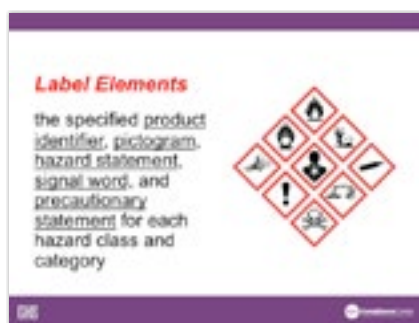 Label Elements
the specified product
identifier, pictogram,
hazard statement,
signal word, and
precautionary
statement for each
hazard class and
category